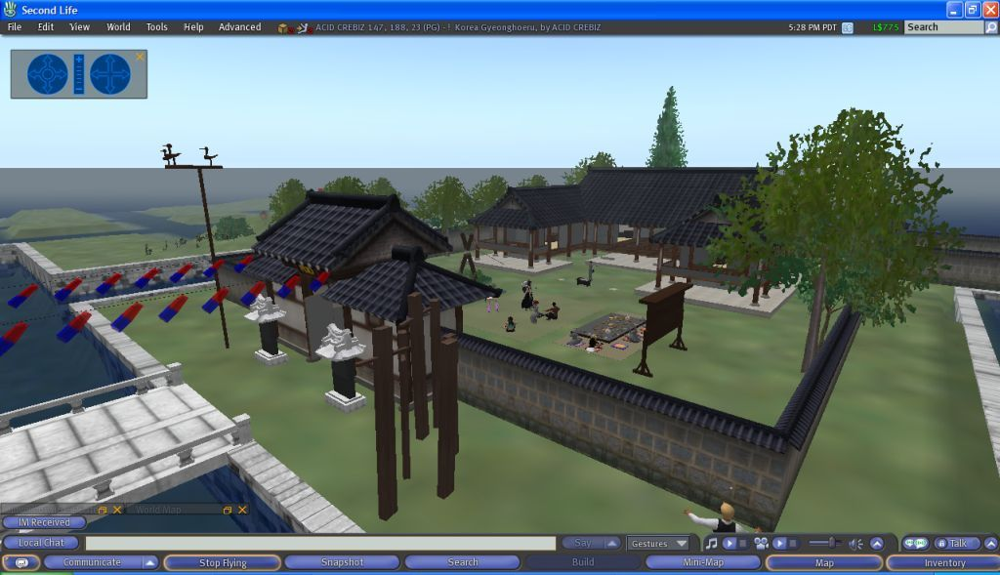 Second Life
File Edit View World Tools Help Advanced ACID CREBIZ 147, 188, 23 (PG) - ! Korea Gyeonghoeru, by ACID CREBIZ 5:28 PM PDT L$775 Search
World Map
IM Received
Local Chat Say Gestures Talk
Communicate Stop Flying Snapshot Search Build Mini-Map Map Inventory